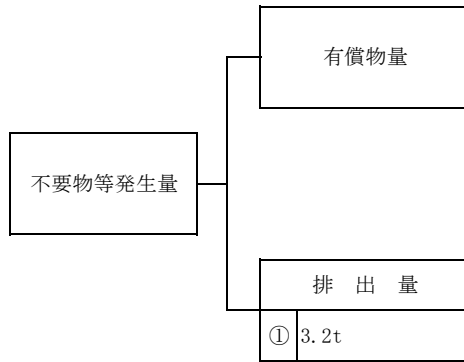 有償物量
不要物等発生量
排 出 量
① 3.2t